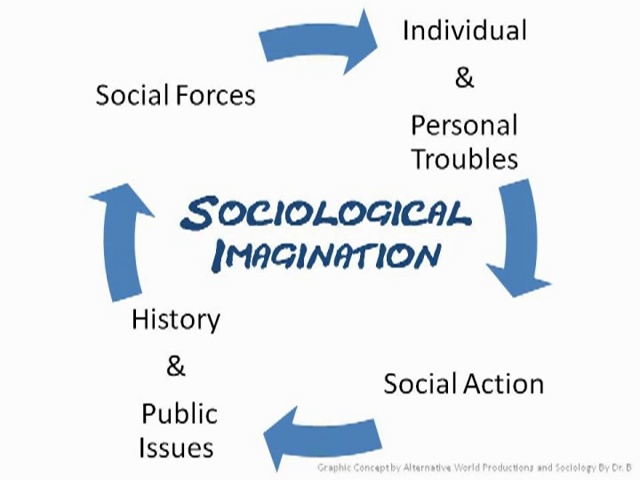 Individual
&
Personal
Troubles
Social Forces
SOCIOLOGICAL
IMAGINATION
History
&
Public
Issues
Social Action
Graphic Concept by Alternative World Productions and Sociology By Dr. B